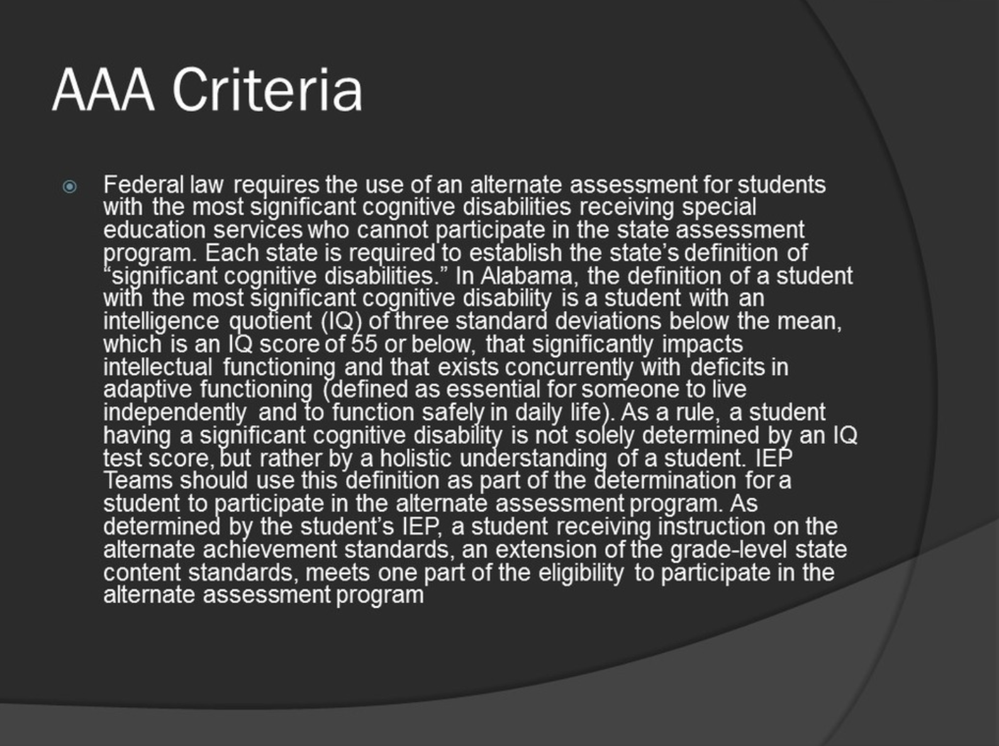 AAA Criteria
Federal law requires the use of an alternate assessment for students
with the most significant cognitive disabilities receiving special
education services who cannot participate in the state assessment
program. Each state is required to establish the state’s definition of
“significant cognitive disabilities.” In Alabama, the definition of a student
with the most significant cognitive disability is a student with an
intelligence quotient (IQ) of three standard deviations below the mean,
which is an IQ score of 55 or below, that significantly impacts
intellectual functioning and that exists concurrently with deficits in
adaptive functioning (defined as essential for someone to live
independently and to function safely in daily life). As a rule, a student
having a significant cognitive disability is not solely determined by an IQ
test score, but rather by a holistic understanding of a student. IEP
Teams should use this definition as part of the determination for a
student to participate in the alternate assessment program. As
determined by the student’s IEP, a student receiving instruction on the
alternate achievement standards, an extension of the grade-level state
content standards, meets one part of the eligibility to participate in the
alternate assessment program